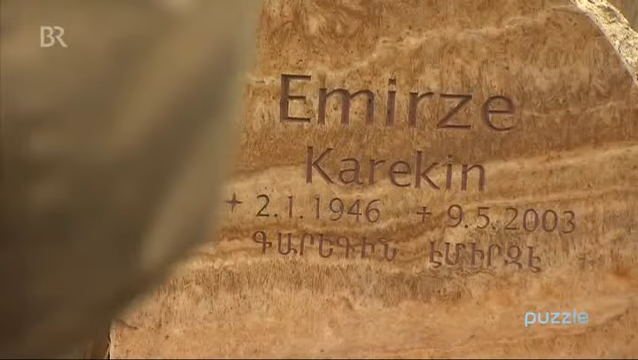 BR
Emirze
Karekin
+ 2.1.1946 + 9.5.2003
ԳԱՐԵԳԻՆ ԷՄԻՐԶԷ
puzzle